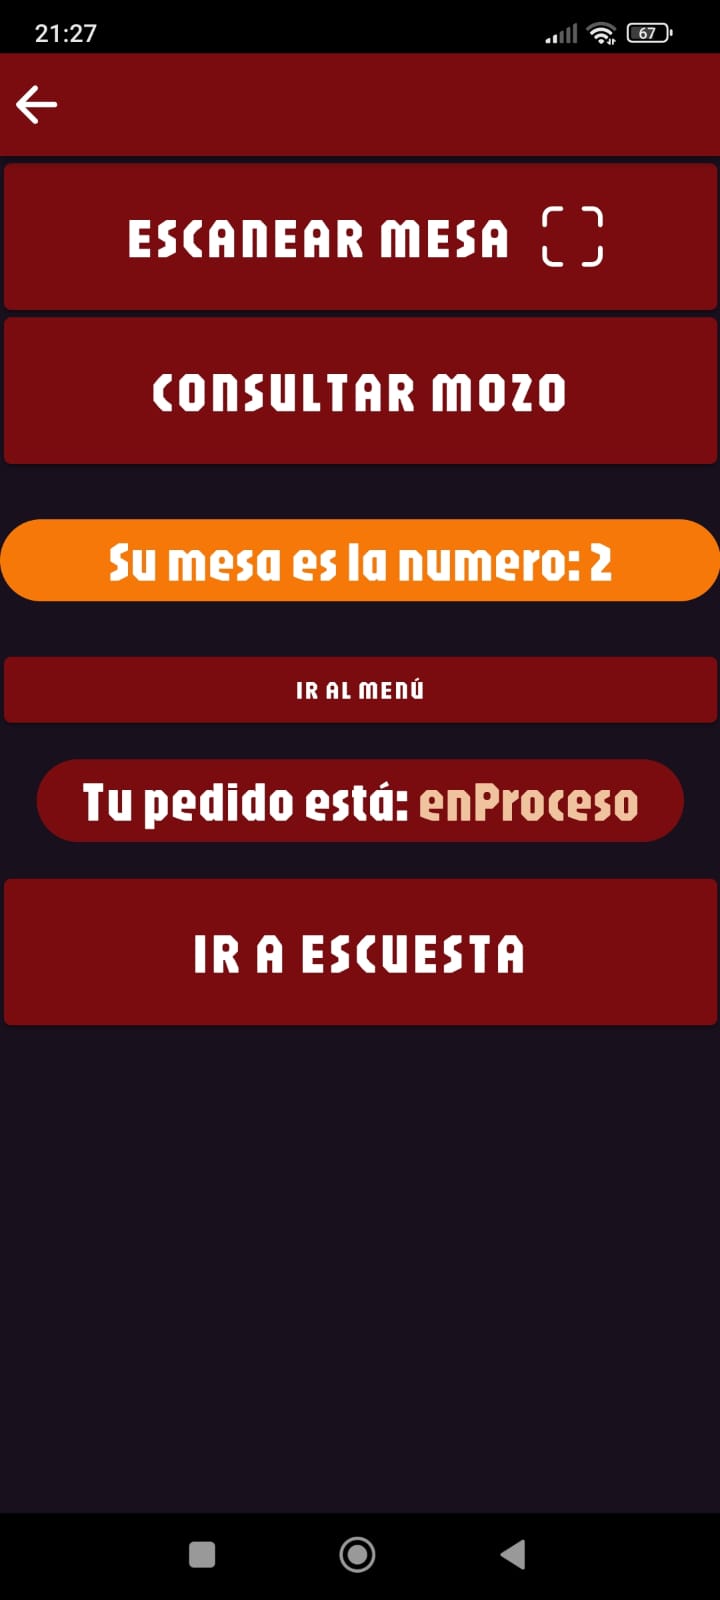 21:27
67
ESCANEAR MESA
CONSULTAR MOZO
Su mesa es la numero: 2
IR AL MENÚ
Tu pedido está: enProceso
IR A ESCUESTA